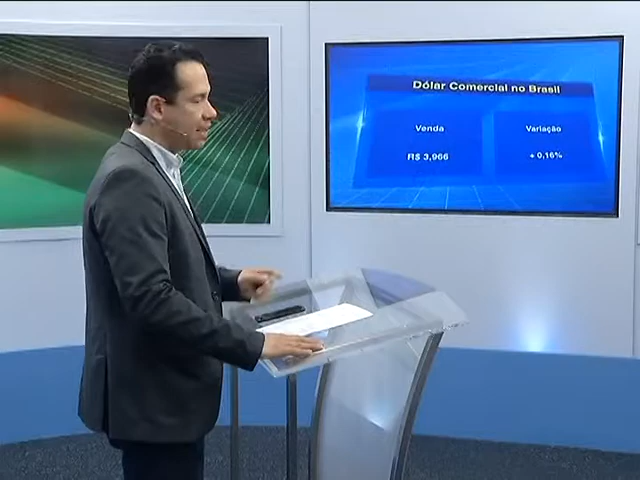 Dólar Comercial no Brasil
Venda
Variação
R$ 3,966
+ 0,16%